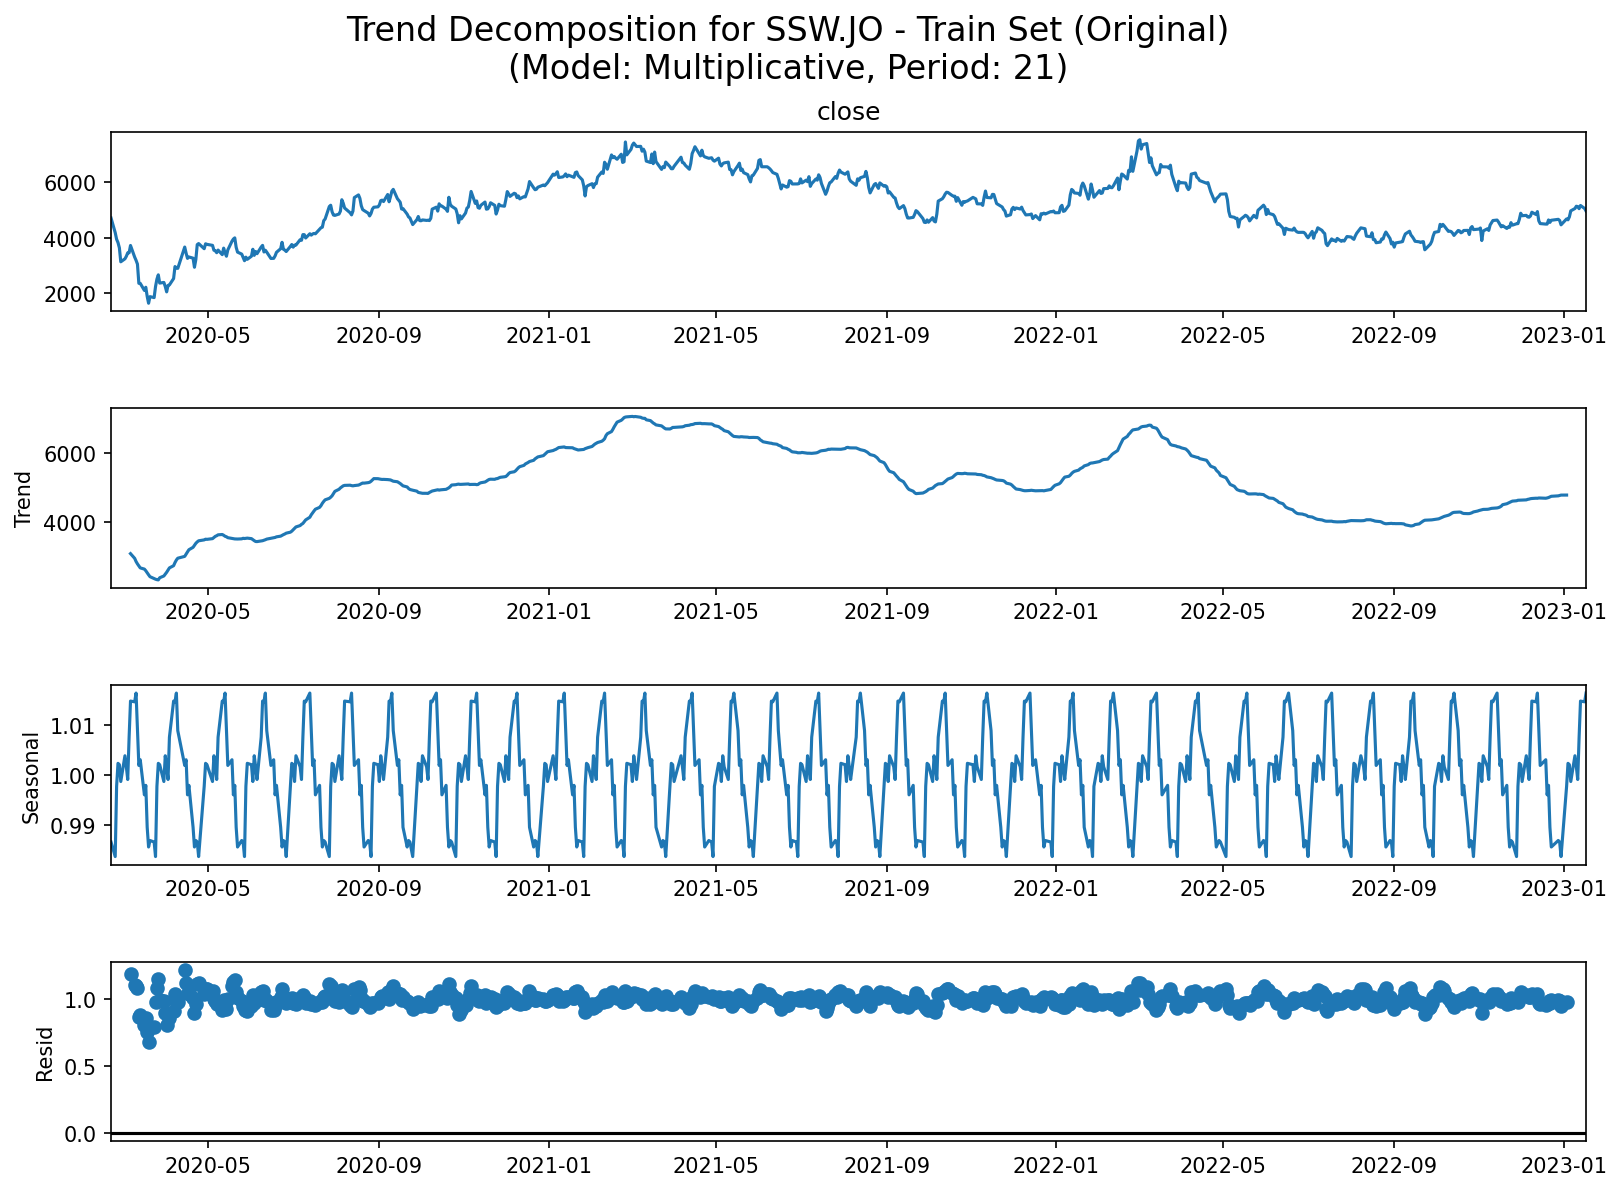 Trend Decomposition for SSW.JO - Train Set (Original)
(Model: Multiplicative, Period: 21)
close
6000
4000
2000
2020-05 2020-09 2021-01 2021-05 2021-09 2022-01 2022-05 2022-09 2023-01
Trend
6000
4000
2020-05 2020-09 2021-01 2021-05 2021-09 2022-01 2022-05 2022-09 2023-01
Seasonal
1.01
1.00
0.99
2020-05 2020-09 2021-01 2021-05 2021-09 2022-01 2022-05 2022-09 2023-01
Resid
1.0
0.5
0.0
2020-05 2020-09 2021-01 2021-05 2021-09 2022-01 2022-05 2022-09 2023-01